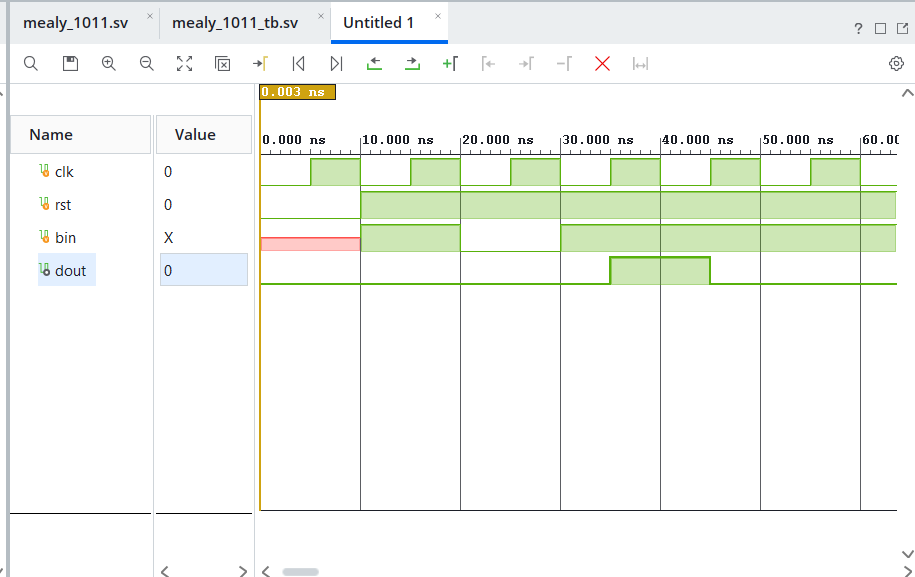 mealy_1011.sv × mealy_1011_tb.sv × Untitled 1 ×
?
0.003 ns
Name Value
0.000 ns 10.000 ns 20.000 ns 30.000 ns 40.000 ns 50.000 ns
clk 0
rst 0
bin X
dout 0